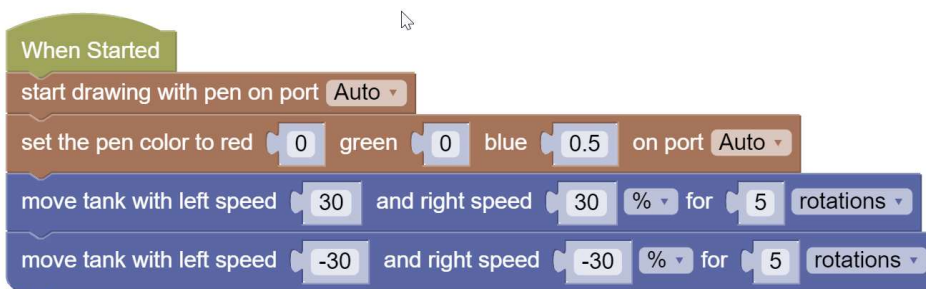 When Started
start drawing with pen on port Auto
set the pen color to red 0 green 0 blue 0.5 on port Auto
move tank with left speed 30 and right speed 30 % for 5 rotations
move tank with left speed -30 and right speed -30 % for 5 rotations